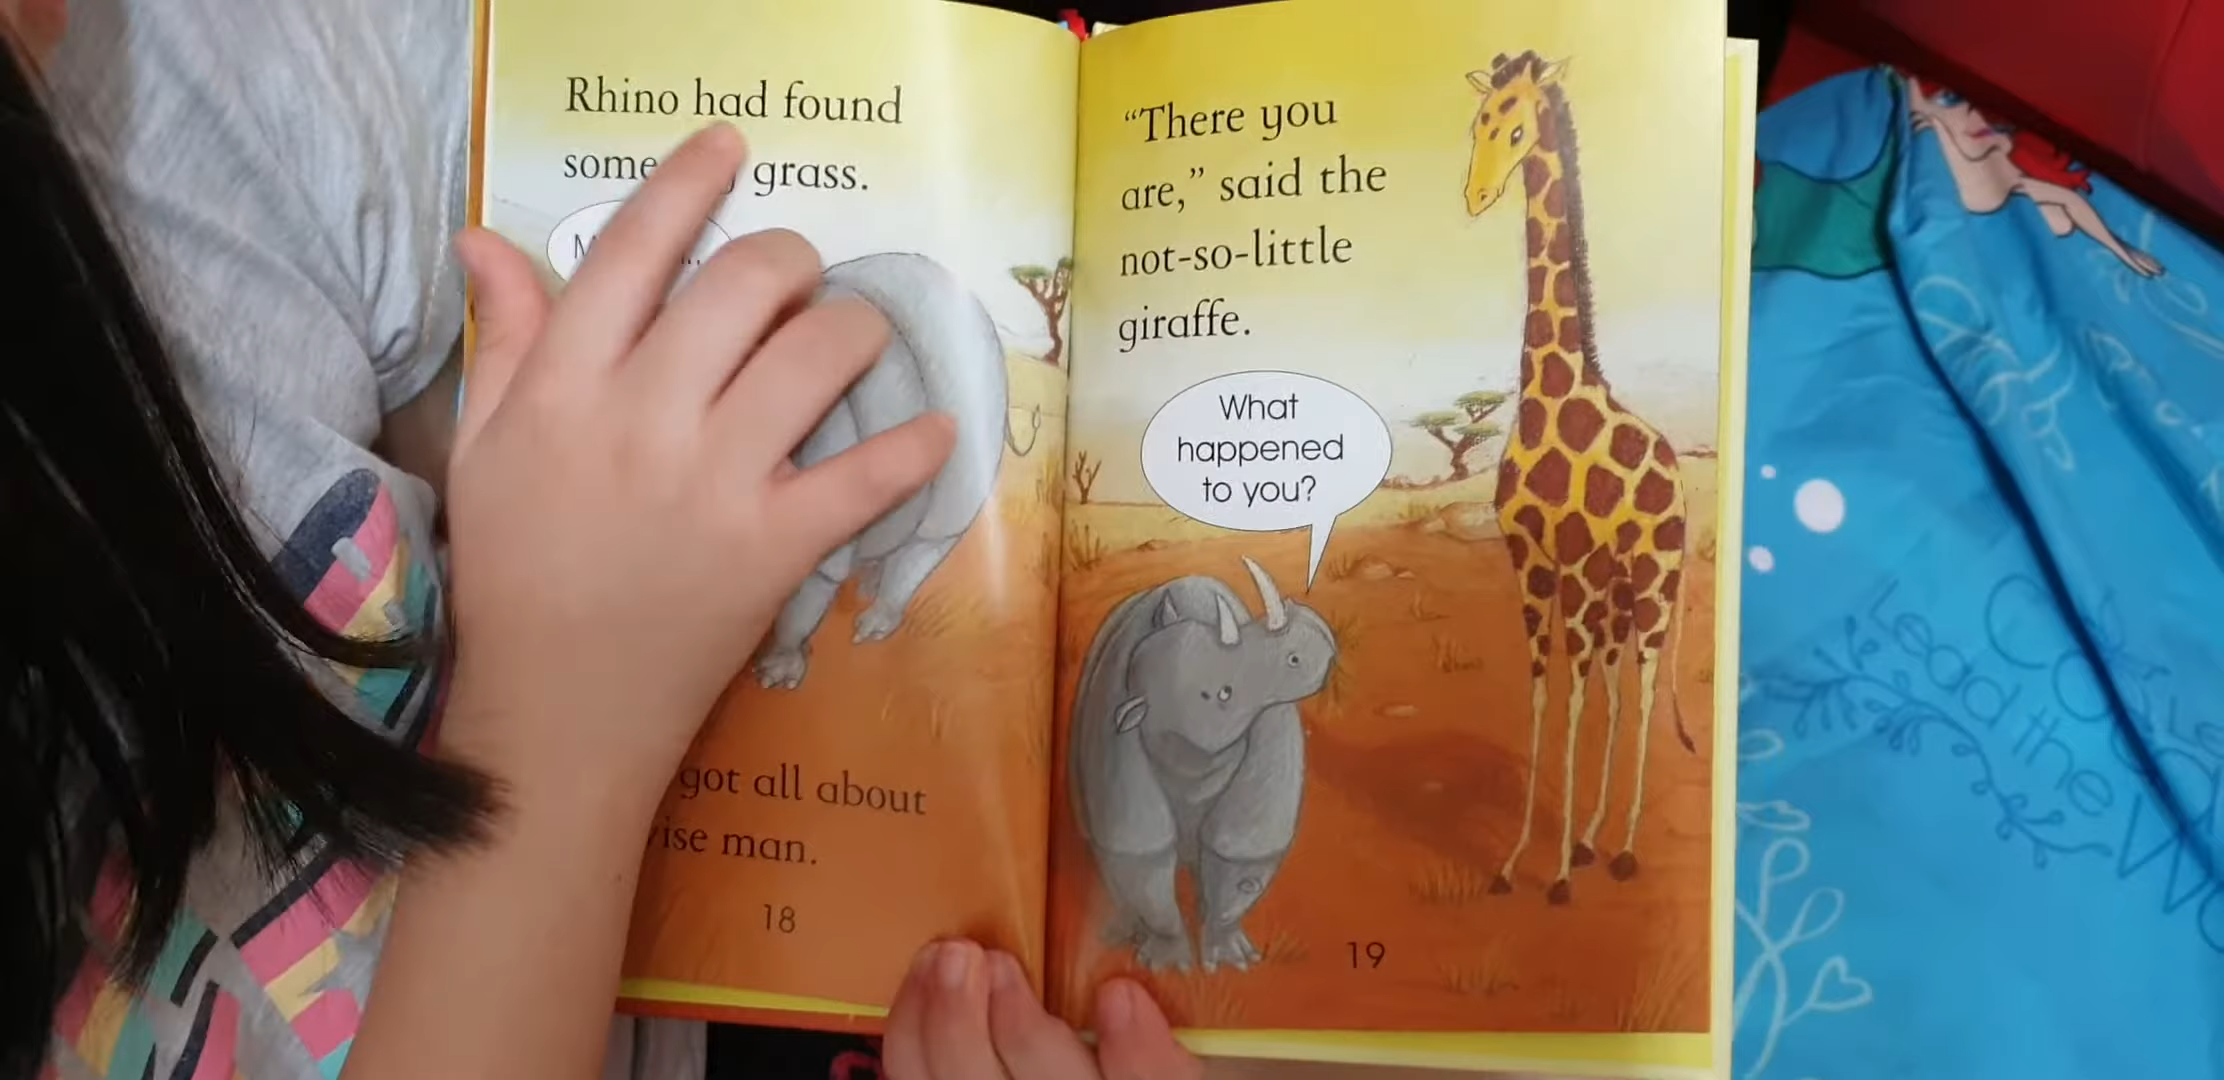 Rhino had found
some grass.
got all about
wise man.
18
“There you
are,” said the
not-so-little
giraffe.
What
happened
to you?
19
Lead the